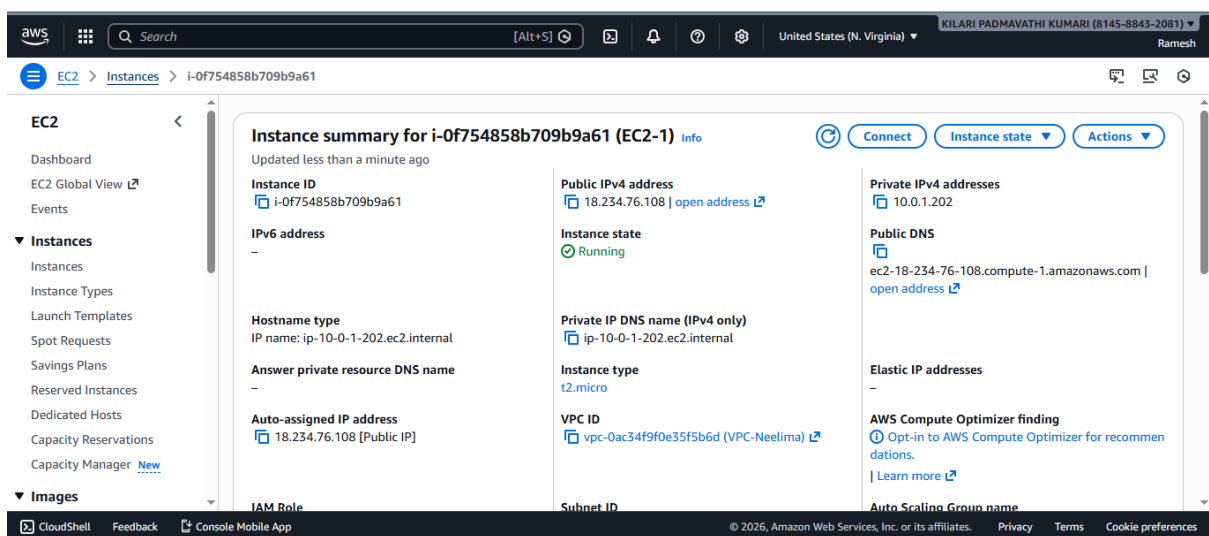 aws
Search
[Alt+S]
United States (N. Virginia)
KILARI PADMAVATHI KUMARI (8145-8843-2081)
Ramesh
EC2 > Instances > i-0f754858b709b9a61
EC2
Dashboard
EC2 Global View
Events
Instances
Instances
Instance Types
Launch Templates
Spot Requests
Savings Plans
Reserved Instances
Dedicated Hosts
Capacity Reservations
Capacity Manager New
Images
Instance summary for i-0f754858b709b9a61 (EC2-1) Info
Connect
Instance state
Actions
Updated less than a minute ago
Instance ID
i-0f754858b709b9a61
Public IPv4 address
18.234.76.108 | open address
Private IPv4 addresses
10.0.1.202
IPv6 address
–
Instance state
Running
Public DNS
ec2-18-234-76-108.compute-1.amazonaws.com |
open address
Hostname type
IP name: ip-10-0-1-202.ec2.internal
Private IP DNS name (IPv4 only)
ip-10-0-1-202.ec2.internal
Answer private resource DNS name
–
Instance type
t2.micro
Elastic IP addresses
–
Auto-assigned IP address
18.234.76.108 [Public IP]
VPC ID
vpc-0ac34f9f0e35f5b6d (VPC-Neelima)
AWS Compute Optimizer finding
Opt-in to AWS Compute Optimizer for recommen
dations.
| Learn more
IAM Role
Subnet ID
Auto Scaling Group name
CloudShell
Feedback
Console Mobile App
© 2026, Amazon Web Services, Inc. or its affiliates.
Privacy
Terms
Cookie preferences